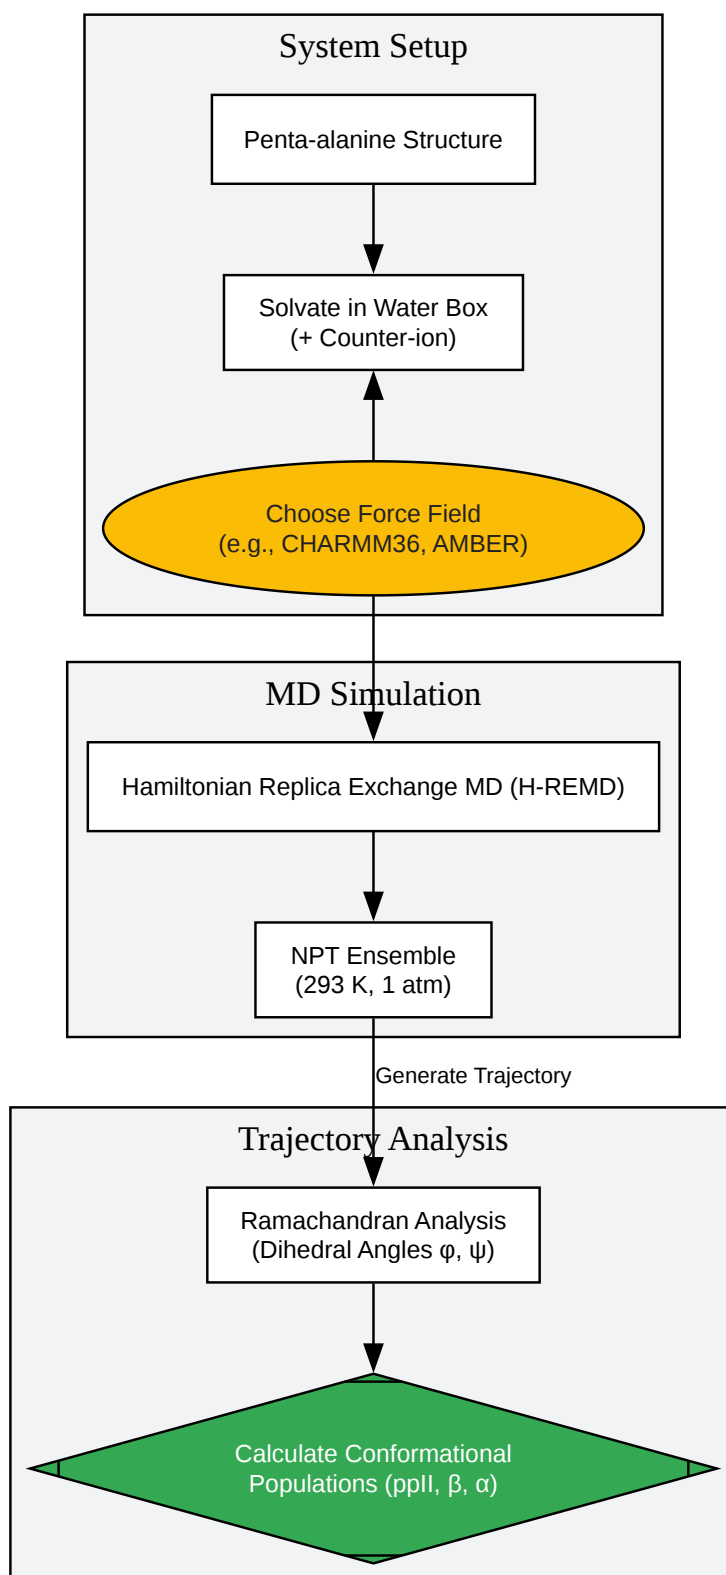 System Setup
Penta-alanine Structure
Solvate in Water Box
(+ Counter-ion)
Choose Force Field
(e.g., CHARMM36, AMBER)
MD Simulation
Hamiltonian Replica Exchange MD (H-REMD)
NPT Ensemble
(293 K, 1 atm)
Generate Trajectory
Trajectory Analysis
Ramachandran Analysis
(Dihedral Angles φ, ψ)
Calculate Conformational
Populations (ppII, β, α)